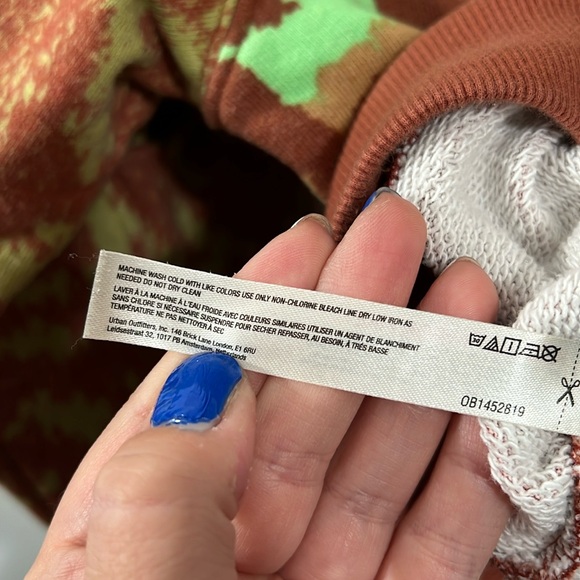 MACHINE WASH COLD WITH LIKE COLORS USE ONLY NON-CHLORINE BLEACH LINE DRY LOW IRON AS
NEEDED DO NOT DRY CLEAN
LAVER À LA MACHINE À L'EAU FROIDE AVEC COULEURS SIMILAIRES UTILISER UN AGENT DE BLANCHIMENT
SANS CHLORE SI NÉCESSAIRE SUSPENDRE POUR SECHER REPASSER, AU BESOIN, À TRÈS BASSE
TEMPÉRATURE NE PAS NETTOYER À SEC
Urban Outfitters, Inc. 146 Brick Lane London, E1 6RU
Leidsestraat 32, 1017 PB Amsterdam, Netherlands
OB1452819